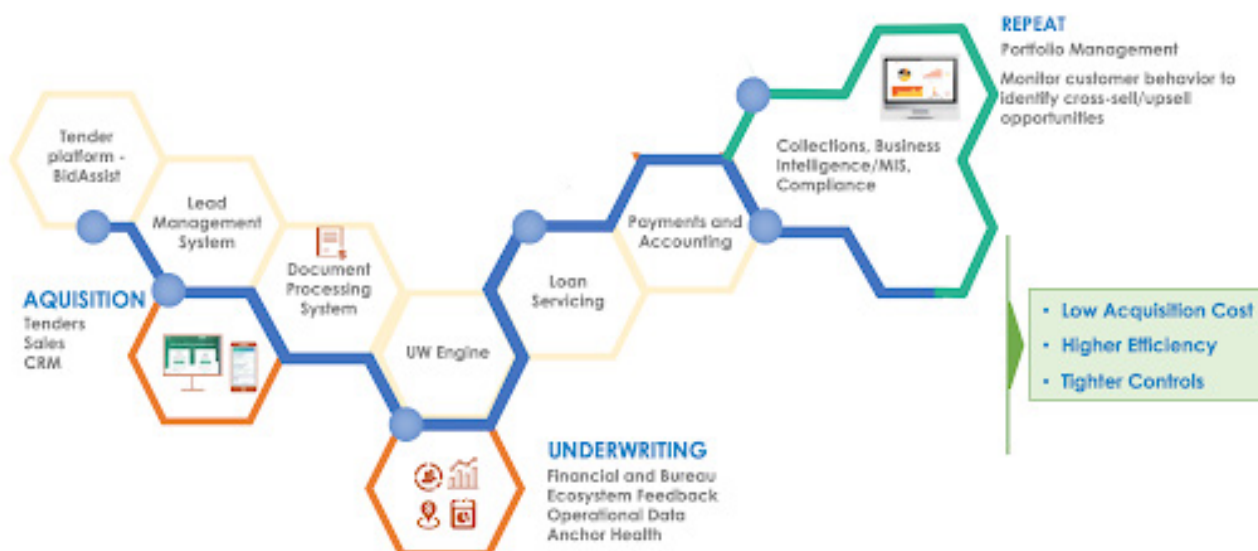 REPEAT
Portfolio Management
Monitor customer behavior to
identify cross-sell/upsell
opportunities
Tender
platform -
BidAssist
Lead
Management
System
Document
Processing
System
UW Engine
Loan
Servicing
Payments and
Accounting
Collections, Business
Intelligence/MIS,
Compliance
AQUISITION
Tenders
Sales
CRM
UNDERWRITING
Financial and Bureau
Ecosystem Feedback
Operational Data
Anchor Health
• Low Acquisition Cost
• Higher Efficiency
• Tighter Controls